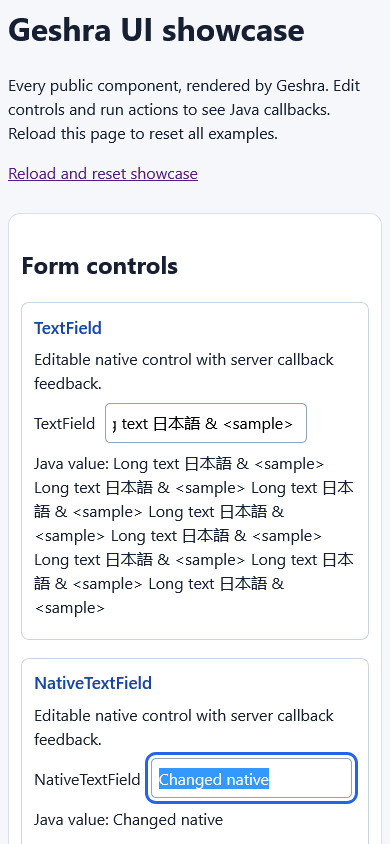 Geshra UI showcase
Every public component, rendered by Geshra. Edit
controls and run actions to see Java callbacks.
Reload this page to reset all examples.
Reload and reset showcase
Form controls
TextField
Editable native control with server callback
feedback.
TextField
text 日本語 & <sample>
Java value: Long text 日本語 & <sample>
Long text 日本語 & <sample> Long text 日本
語 & <sample> Long text 日本語 &
<sample> Long text 日本語 & <sample>
Long text 日本語 & <sample> Long text 日本
語 & <sample> Long text 日本語 &
<sample>
NativeTextField
Editable native control with server callback
feedback.
NativeTextField
Changed native
Java value: Changed native